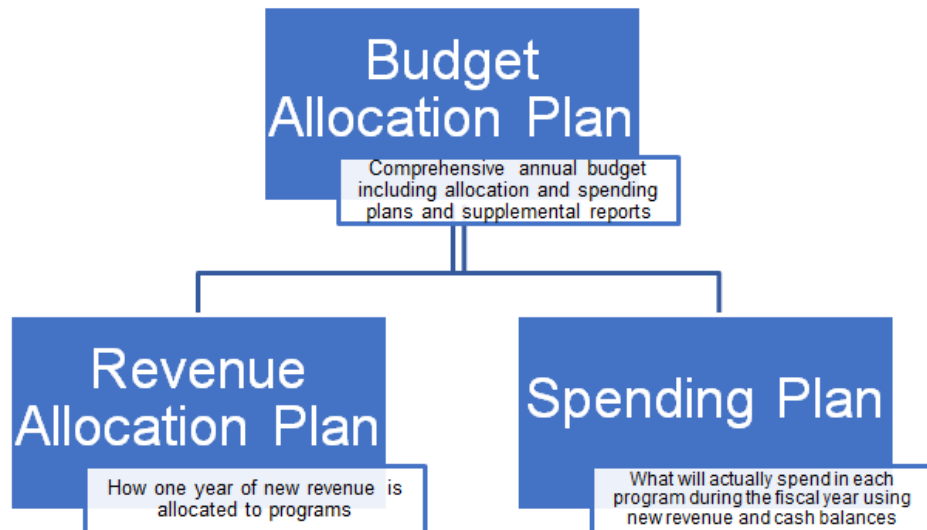 Budget
Allocation Plan
Comprehensive annual budget
including allocation and spending
plans and supplemental reports
Revenue
Allocation Plan
How one year of new revenue is
allocated to programs
Spending Plan
What will actually spend in each
program during the fiscal year using
new revenue and cash balances